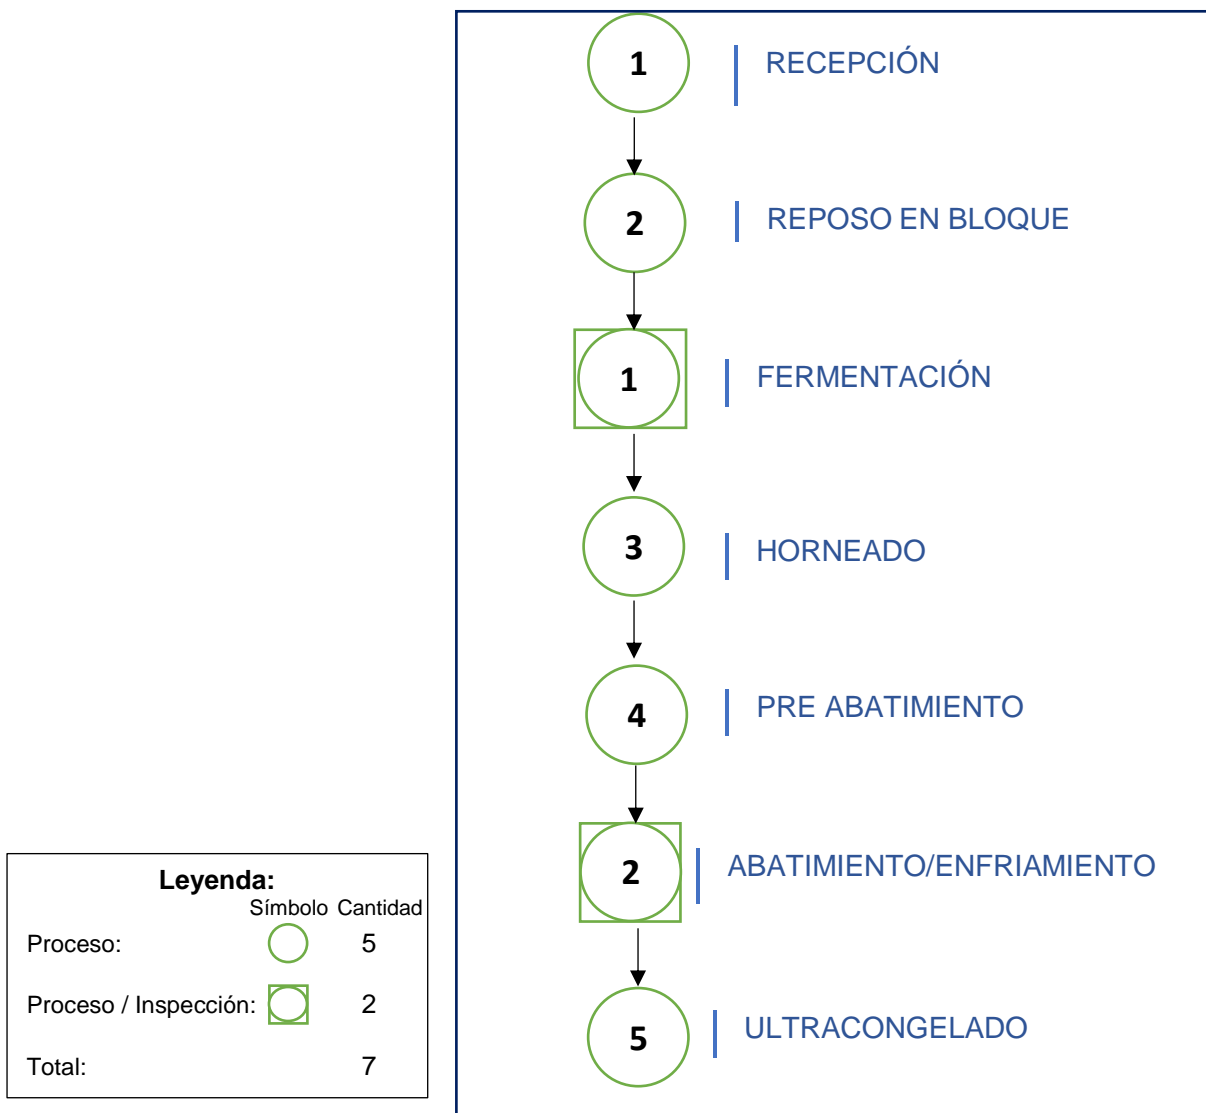 1 RECEPCIÓN
2 REPOSO EN BLOQUE
1 FERMENTACIÓN
3 HORNEADO
4 PRE ABATIMIENTO
2 ABATIMIENTO/ENFRIAMIENTO
5 ULTRACONGELADO
Leyenda:
Símbolo Cantidad
Proceso: 5
Proceso / Inspección: 2
Total: 7